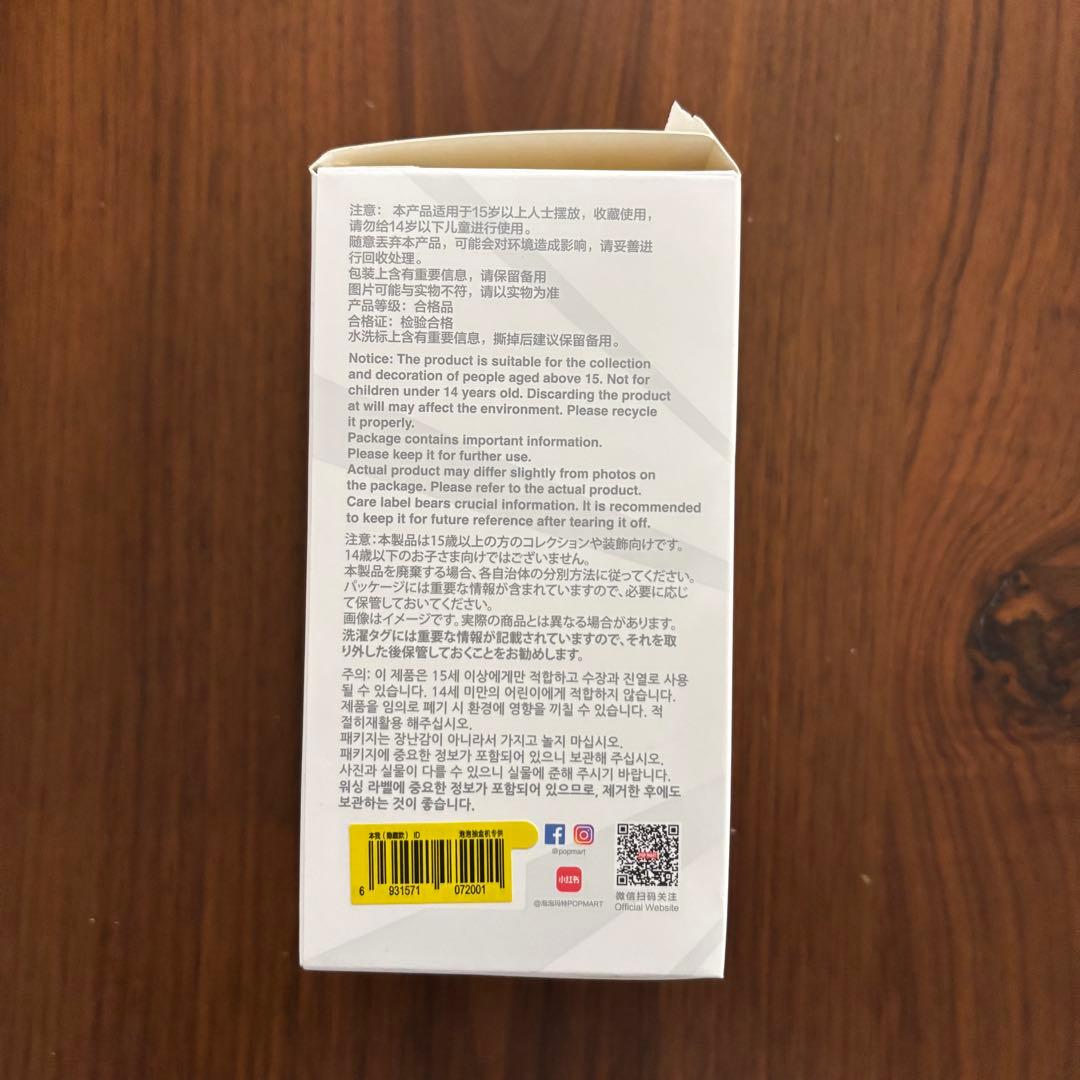 注意： 本产品适用于15岁以上人士摆放，收藏使用，
请勿给14岁以下儿童进行使用。
随意丢弃本产品，可能会对环境造成影响，请妥善进
行回收处理。
包装上含有重要信息，请保留备用
图片可能与实物不符，请以实物为准
产品等级：合格品
合格证：检验合格
水洗标上含有重要信息，撕掉后建议保留备用。
Notice: The product is suitable for the collection
and decoration of people aged above 15. Not for
children under 14 years old. Discarding the product
at will may affect the environment. Please recycle
it properly.
Package contains important information.
Please keep it for further use.
Actual product may differ slightly from photos on
the package. Please refer to the actual product.
Care label bears crucial information. It is recommended
to keep it for future reference after tearing it off.
注意：本製品は15歳以上の方のコレクションや装飾向けです。
14歳以下のお子さま向けではございません。
本製品を廃棄する場合、各自治体の分別方法に従ってください。
パッケージには重要な情報が含まれていますので、必要に応じ
て保管しておいてください。
画像はイメージです。実際の商品とは異なる場合があります。
洗濯タグには重要な情報が記載されていますので、それを取
り外した後保管しておくことをお勧めします。
주의: 이 제품은 15세 이상에게만 적합하고 수장과 진열로 사용
될 수 있습니다. 14세 미만의 어린이에게 적합하지 않습니다.
제품을 임의로 폐기 시 환경에 영향을 끼칠 수 있습니다. 적
절히재활용 해주십시오.
패키지는 장난감이 아니라서 가지고 놀지 마십시오.
패키지에 중요한 정보가 포함되어 있으니 보관해 주십시오.
사진과 실물이 다를 수 있으니 실물에 준해 주시기 바랍니다.
워싱 라벨에 중요한 정보가 포함되어 있으므로, 제거한 후에도
보관하는 것이 좋습니다.
本我（隐藏款） ID 泡泡抽盒机专供
6 931571 072001
@popmart
小红书
@泡泡玛特POPMART
POP MART
微信扫码关注
Official Website